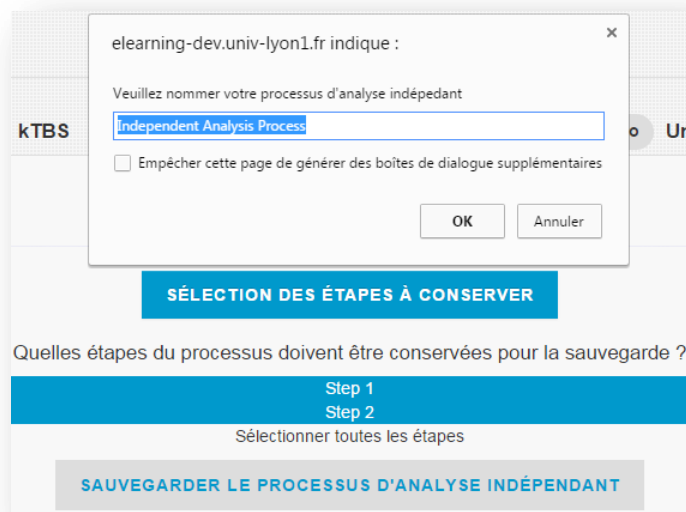 elearning-dev.univ-lyon1.fr indique :
Veuillez nommer votre processus d'analyse indépedant
Independent Analysis Process
Empêcher cette page de générer des boîtes de dialogue supplémentaires
OK Annuler
kTBS
SÉLECTION DES ÉTAPES À CONSERVER
Quelles étapes du processus doivent être conservées pour la sauvegarde ?
Step 1
Step 2
Sélectionner toutes les étapes
SAUVEGARDER LE PROCESSUS D'ANALYSE INDÉPENDANT